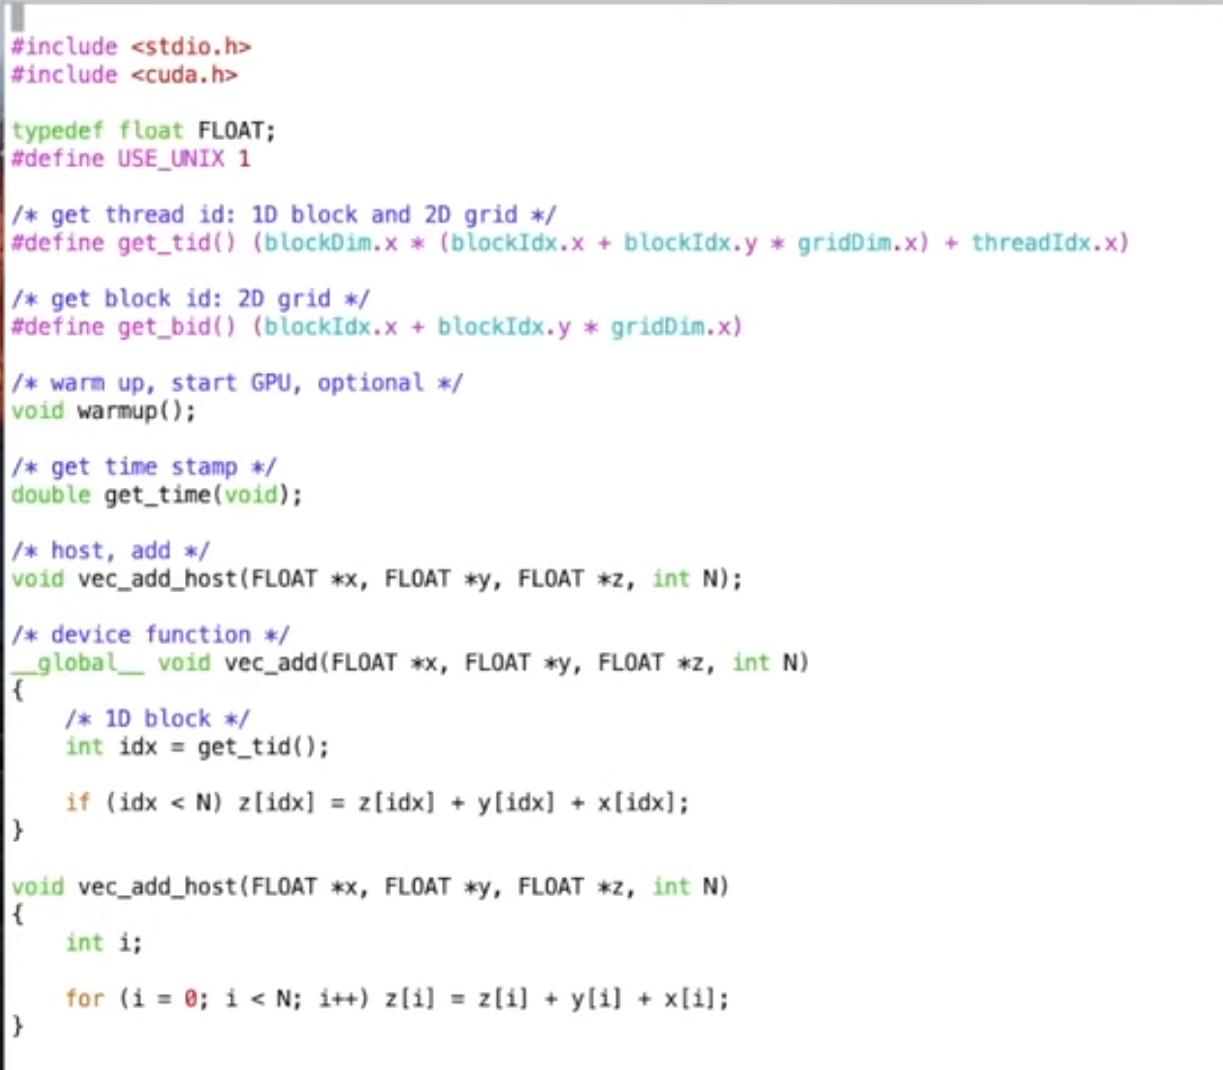 #include <stdio.h>
#include <cuda.h>

typedef float FLOAT;
#define USE_UNIX 1

/* get thread id: 1D block and 2D grid */
#define get_tid() (blockDim.x * (blockIdx.x + blockIdx.y * gridDim.x) + threadIdx.x)

/* get block id: 2D grid */
#define get_bid() (blockIdx.x + blockIdx.y * gridDim.x)

/* warm up, start GPU, optional */
void warmup();

/* get time stamp */
double get_time(void);

/* host, add */
void vec_add_host(FLOAT *x, FLOAT *y, FLOAT *z, int N);

/* device function */
__global__ void vec_add(FLOAT *x, FLOAT *y, FLOAT *z, int N)
{
    /* 1D block */
    int idx = get_tid();

    if (idx < N) z[idx] = z[idx] + y[idx] + x[idx];
}

void vec_add_host(FLOAT *x, FLOAT *y, FLOAT *z, int N)
{
    int i;

    for (i = 0; i < N; i++) z[i] = z[i] + y[i] + x[i];
}